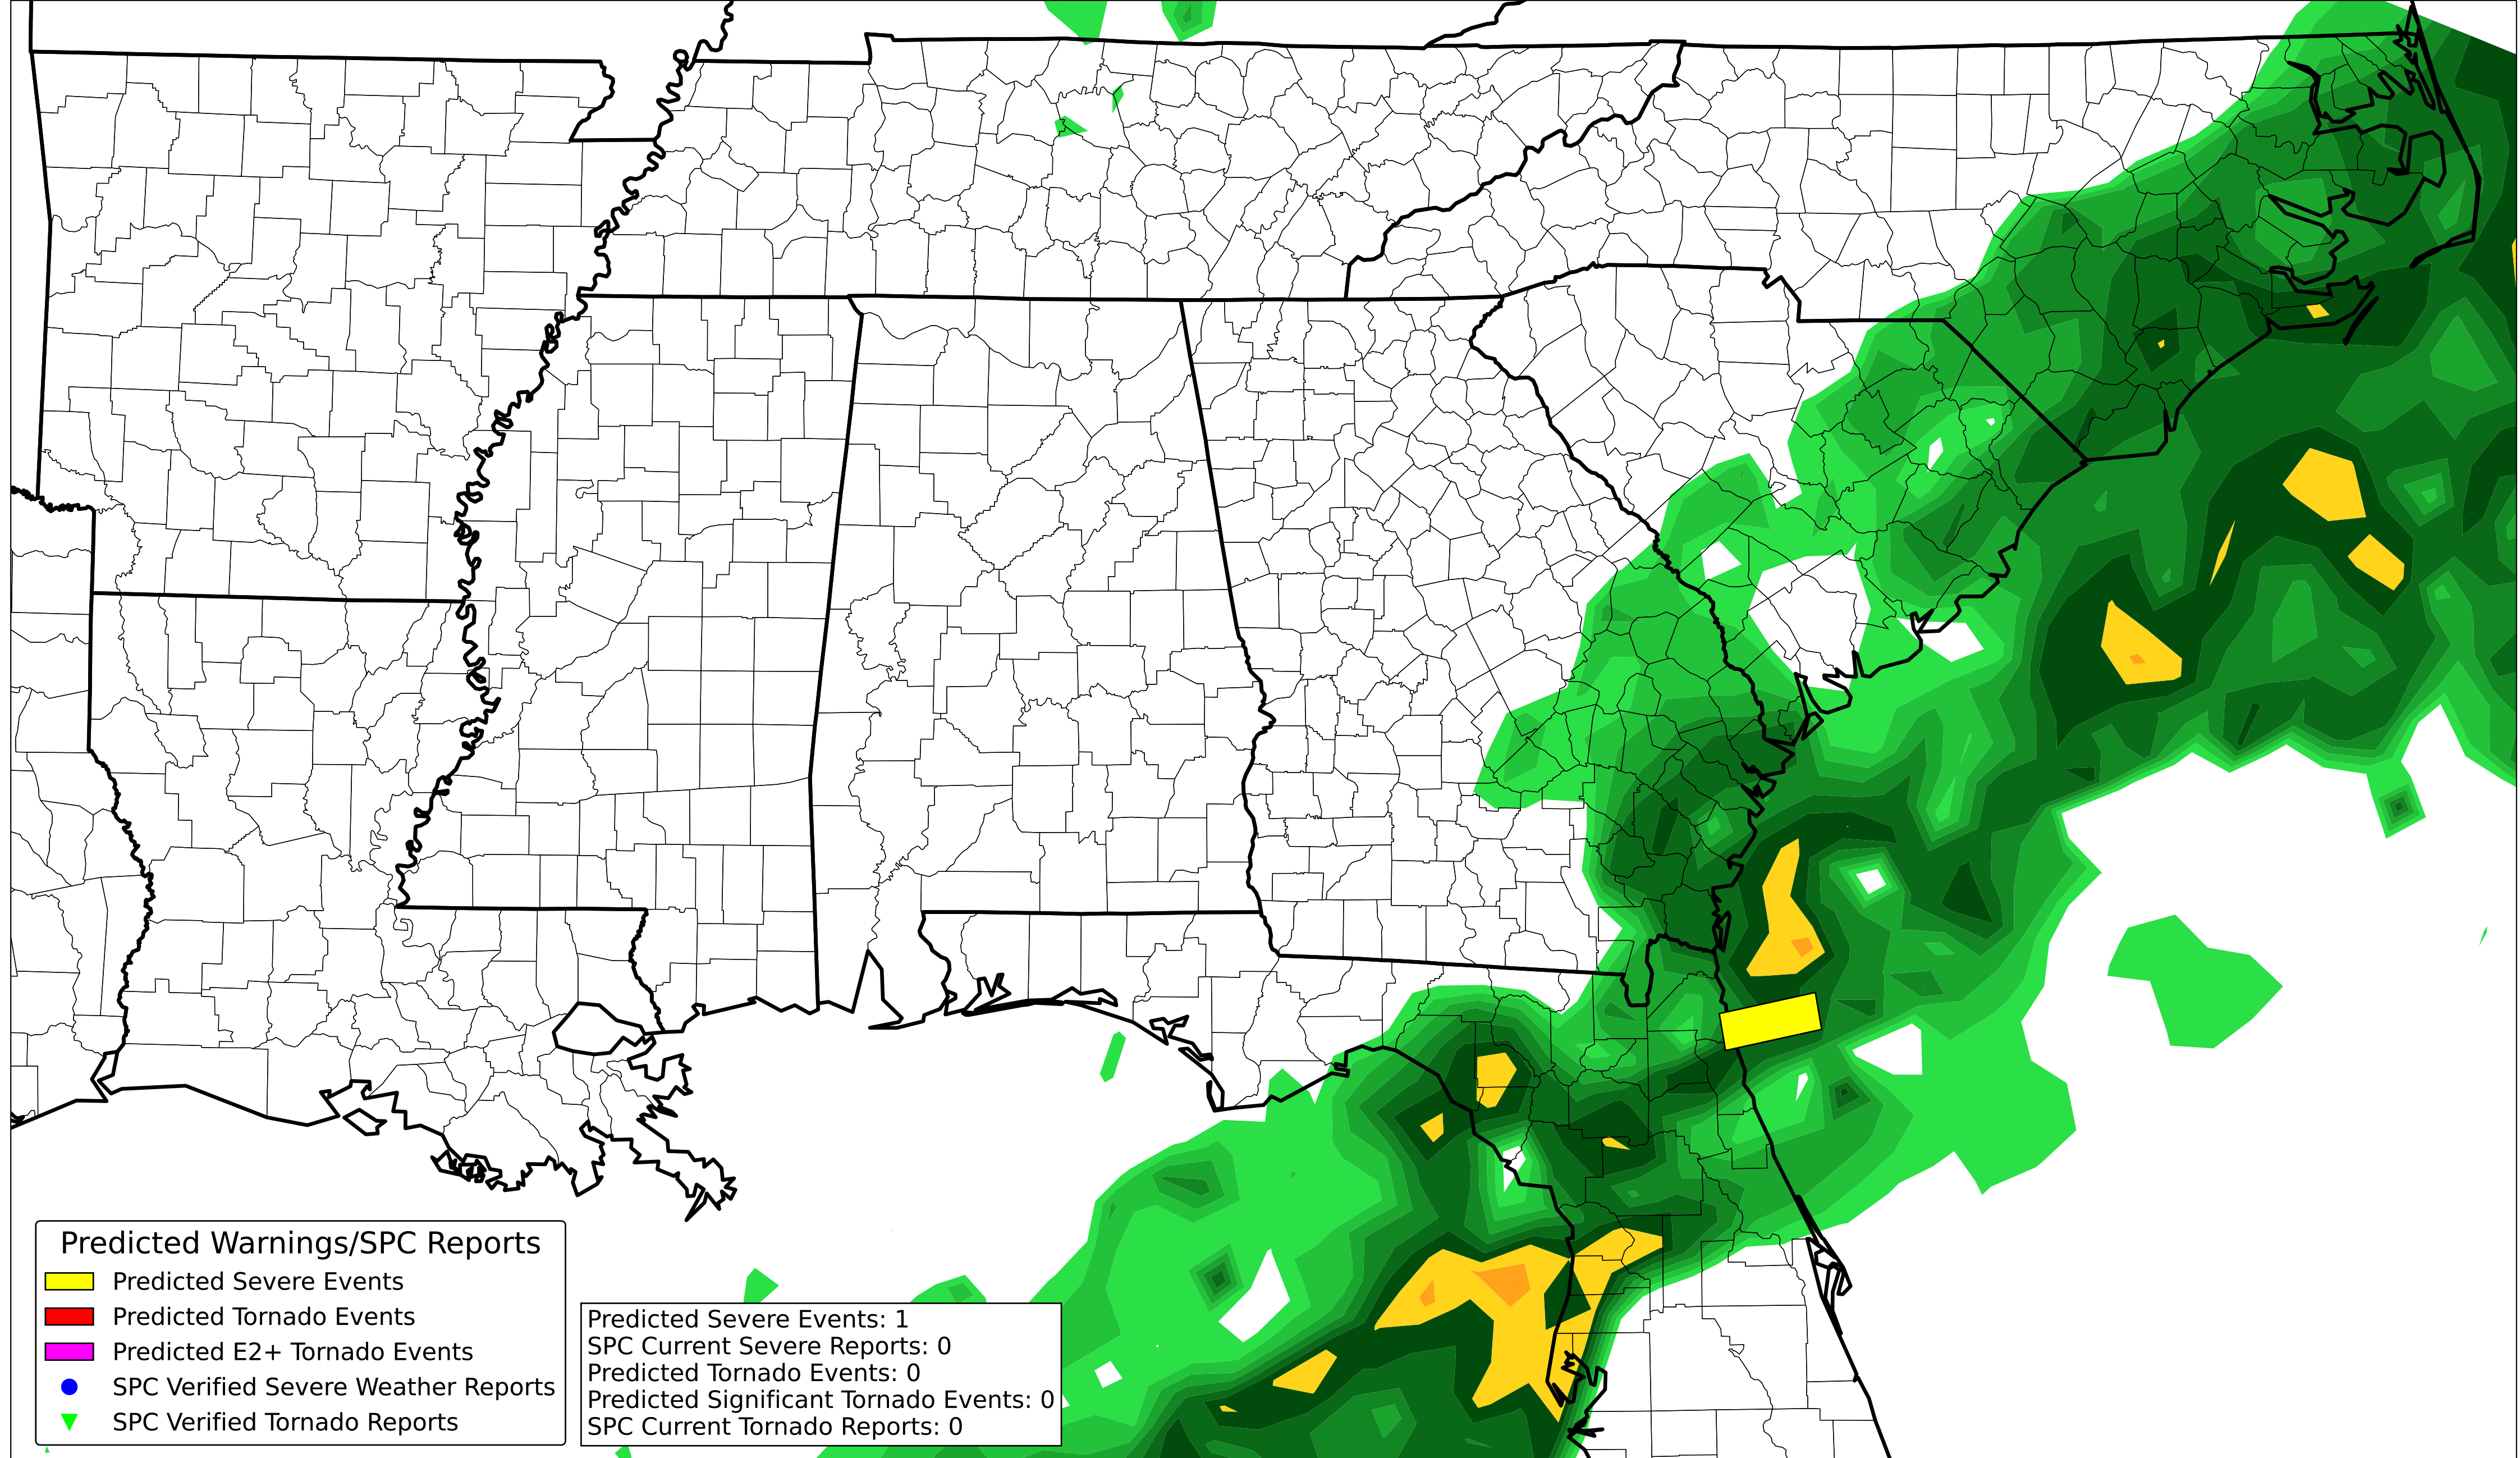 Predicted Warnings/SPC Reports
Predicted Severe Events
Predicted Tornado Events
Predicted E2+ Tornado Events
SPC Verified Severe Weather Reports
SPC Verified Tornado Reports
Predicted Severe Events: 1
SPC Current Severe Reports: 0
Predicted Tornado Events: 0
Predicted Significant Tornado Events: 0
SPC Current Tornado Reports: 0